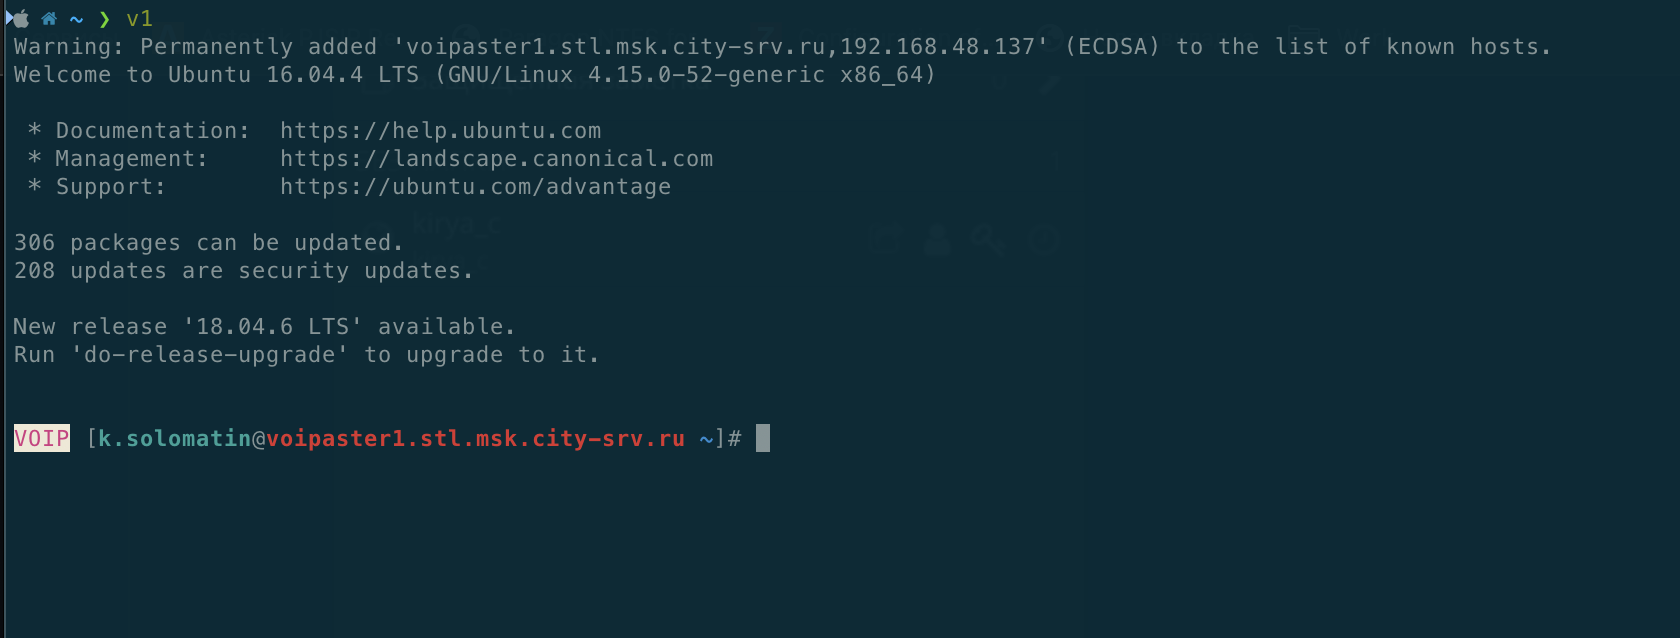 ~ ❯ v1
Warning: Permanently added 'voipaster1.stl.msk.city-srv.ru,192.168.48.137' (ECDSA) to the list of known hosts.
Welcome to Ubuntu 16.04.4 LTS (GNU/Linux 4.15.0-52-generic x86_64)
* Documentation:  https://help.ubuntu.com
* Management:     https://landscape.canonical.com
* Support:        https://ubuntu.com/advantage
kirya_c
306 packages can be updated.
208 updates are security updates.
New release '18.04.6 LTS' available.
Run 'do-release-upgrade' to upgrade to it.
VOIP [k.solomatin@voipaster1.stl.msk.city-srv.ru ~]#